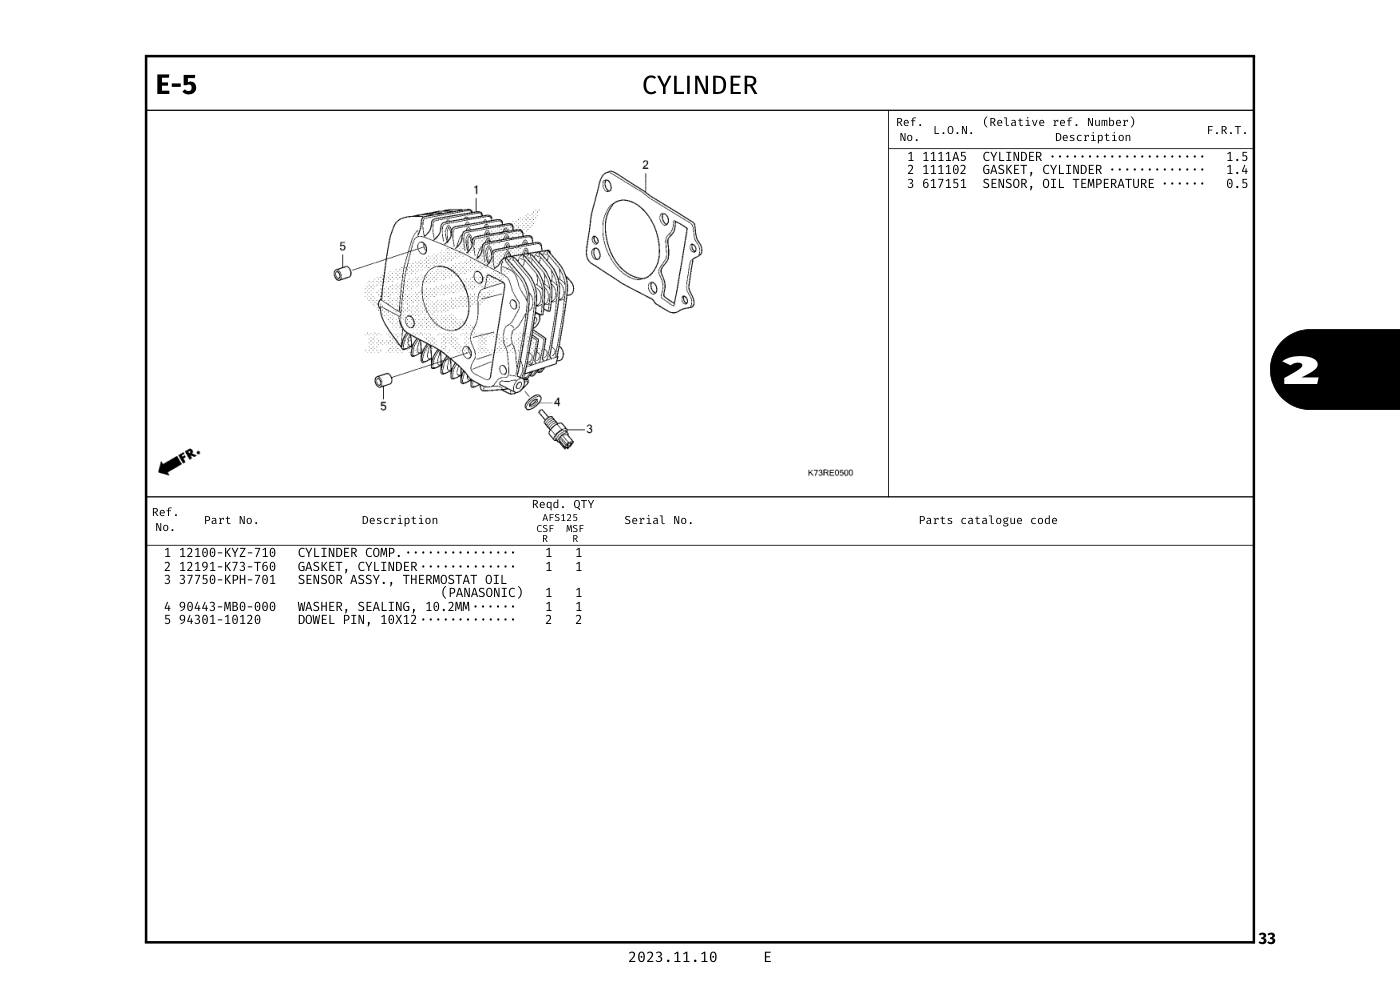 E-5 CYLINDER
Ref. No. L.O.N. (Relative ref. Number) Description F.R.T.
1 1111A5 CYLINDER ····················· 1.5
2 111102 GASKET, CYLINDER ············· 1.4
3 617151 SENSOR, OIL TEMPERATURE ······ 0.5
1
2
5
5
4
3
FR.
K73RE0500
2
Ref. No. Part No. Description Reqd. QTY Serial No. Parts catalogue code
AFS125
CSF MSF
R R
1 12100-KYZ-710 CYLINDER COMP.··············· 1 1
2 12191-K73-T60 GASKET, CYLINDER············· 1 1
3 37750-KPH-701 SENSOR ASSY., THERMOSTAT OIL
(PANASONIC) 1 1
4 90443-MB0-000 WASHER, SEALING, 10.2MM······ 1 1
5 94301-10120 DOWEL PIN, 10X12············· 2 2
33
2023.11.10 E